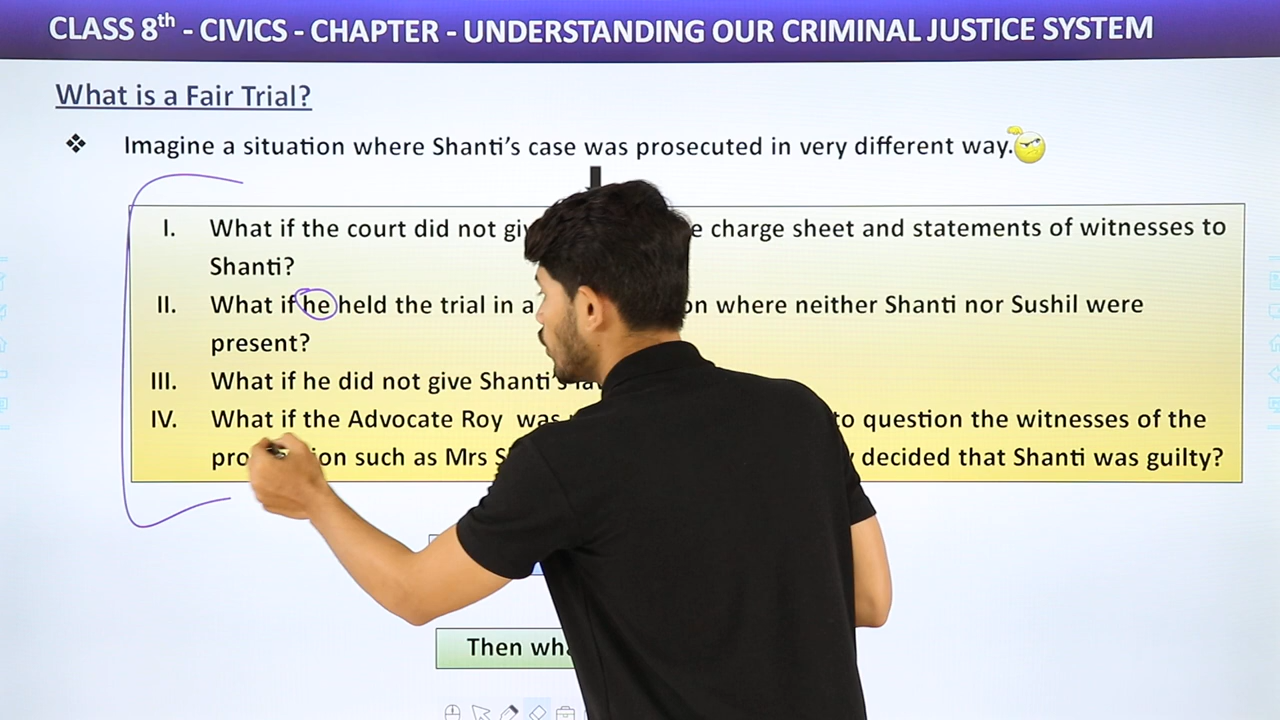 CLASS 8th - CIVICS - CHAPTER - UNDERSTANDING OUR CRIMINAL JUSTICE SYSTEM
What is a Fair Trial?
❖ Imagine a situation where Shanti's case was prosecuted in very different way.
I. What if the court did not charge sheet and statements of witnesses to
Shanti?
II. What if he held the trial in a where neither Shanti nor Sushil were
present?
III. What if he did not give Shanti's
IV. What if the Advocate Roy was to question the witnesses of the
such as Mrs decided that Shanti was guilty?
Then